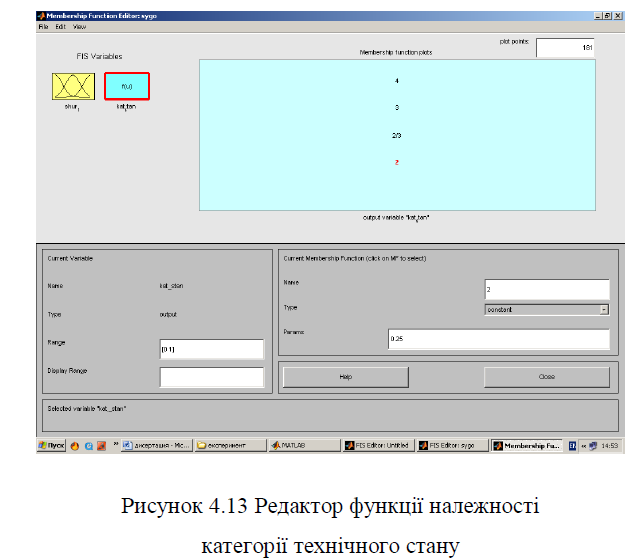 Membership Function Editor: sygo
File Edit View
FIS Variables
f(u)
kat_stan
Membership function plots
plot points:
181
4
3
2/3
2
output variable "kat_stan"
Current Variable
Name kat_stan
Type output
Range [0 1]
Display Range
Current Membership Function (click on MF to select)
Name 2
Type constant
Params 0.25
Help Close
Selected variable "kat_stan"
Пуск » дисертация - Mic... експеримент MATLAB FIS Editor: Untitled FIS Editor: sygo Membership Fu... EN « 14:53
Рисунок 4.13 Редактор функції належності
категорії технічного стану